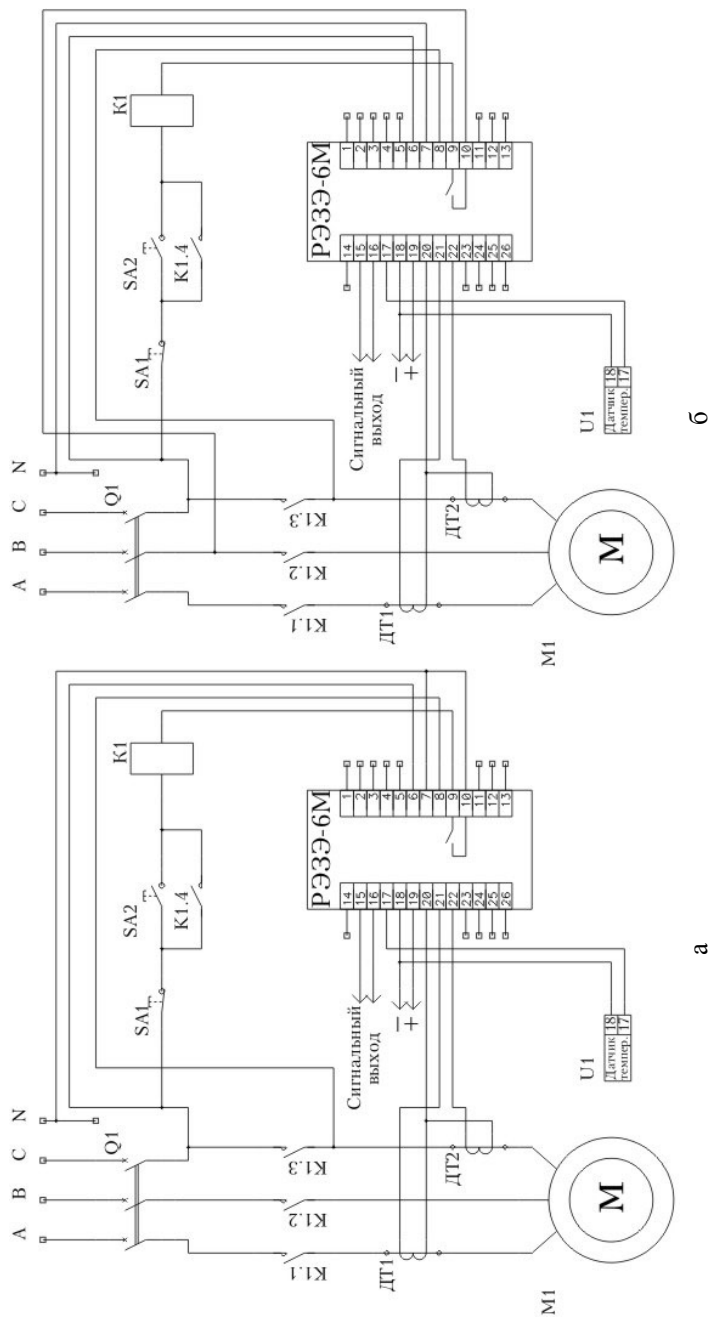 A
B
C
N
Q1
SA1
SA2
K1.4
K1
K1.1
K1.2
K1.3
ДТ1
ДТ2
M
M1
Сигнальный
выход
–
+
РЭЗЭ-6М
14
15
16
17
18
19
20
21
22
23
24
25
26
1
2
3
4
5
6
7
8
9
10
11
12
13
U1
Датчик 18
темпер. 17
а
A
B
C
N
Q1
SA1
SA2
K1.4
K1
K1.1
K1.2
K1.3
ДТ1
ДТ2
M
M1
Сигнальный
выход
–
+
РЭЗЭ-6М
14
15
16
17
18
19
20
21
22
23
24
25
26
1
2
3
4
5
6
7
8
9
10
11
12
13
U1
Датчик 18
темпер. 17
б